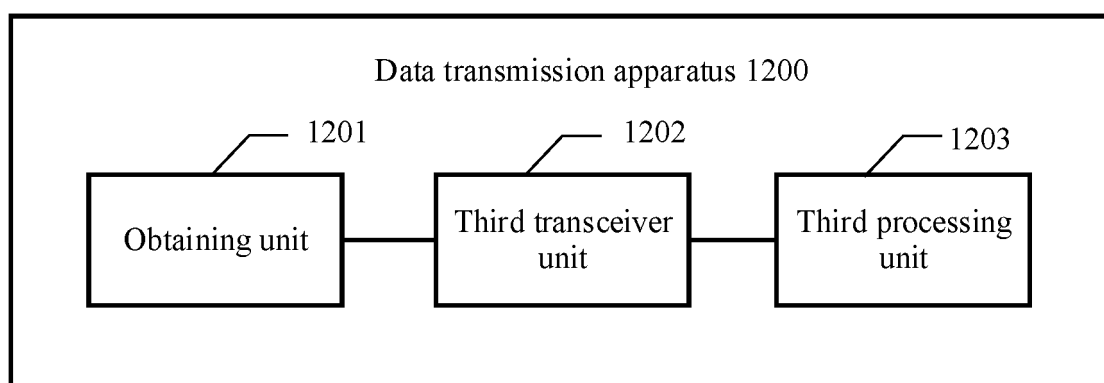 Data transmission apparatus 1200
1201
1202
1203
Obtaining unit
Third transceiver
unit
Third processing
unit